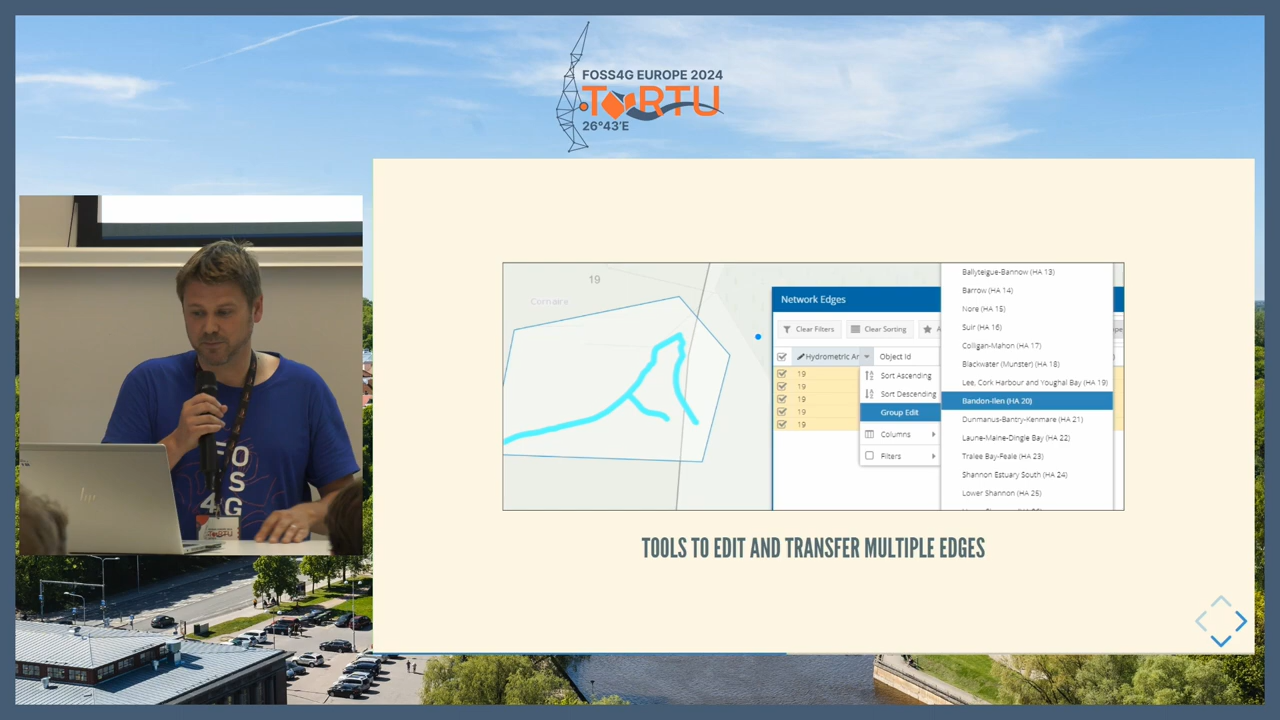 FOSS4G EUROPE 2024
TORTU
26°43'E
FO
S
4G
TORTU
19
Network Edges
Clear Filters
Clear Sorting
Hydrometric Ar
Object Id
19
19
19
19
19
Sort Ascending
Sort Descending
Group Edit
Columns
Filters
Ballyteigue-Bannow (HA 13)
Barrow (HA 14)
Nore (HA 15)
Suir (HA 16)
Colligan-Mahon (HA 17)
Blackwater (Munster) (HA 18)
Lee, Cork Harbour and Youghal Bay (HA 19)
Bandon-Ilen (HA 20)
Dunmanus-Bantry-Kenmare (HA 21)
Laune-Maine-Dingle Bay (HA 22)
Tralee Bay-Feale (HA 23)
Shannon Estuary South (HA 24)
Lower Shannon (HA 25)
TOOLS TO EDIT AND TRANSFER MULTIPLE EDGES